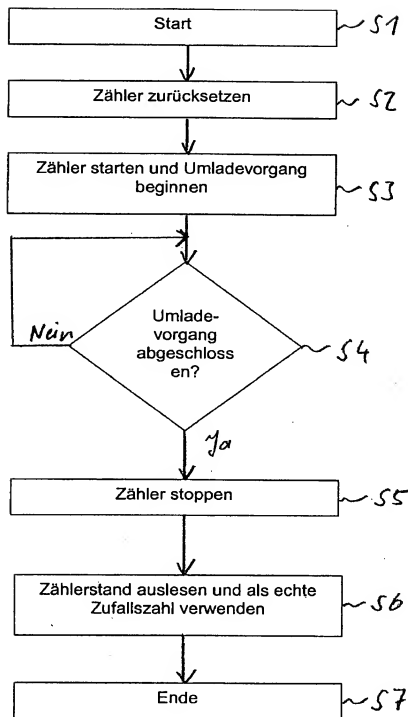 Start
S1
Zähler zurücksetzen
S2
Zähler starten und Umladevorgang
beginnen
S3
Nein
Umlade-
vorgang
abgeschloss
en?
S4
Ja
Zähler stoppen
S5
Zählerstand auslesen und als echte
Zufallszahl verwenden
S6
Ende
S7